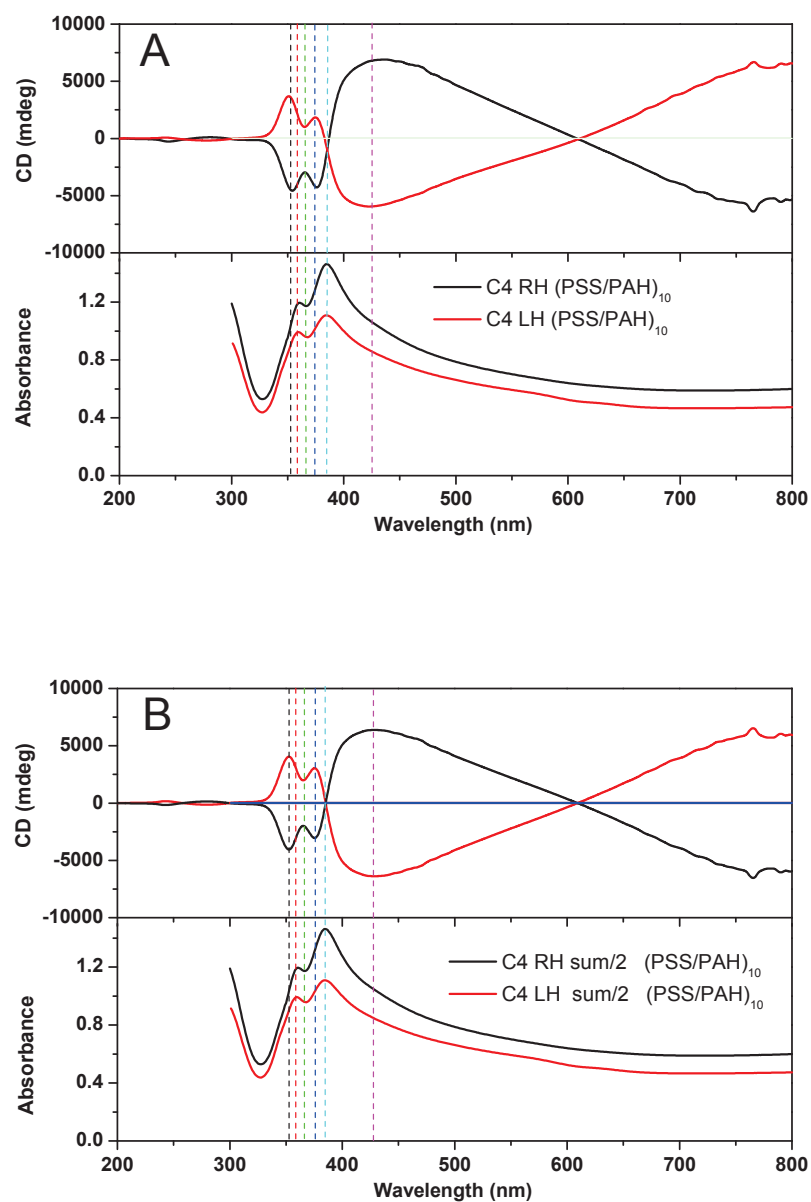 A
10000
5000
0
-5000
-10000
CD (mdeg)
1.2
0.8
0.4
0.0
Absorbance
C4 RH (PSS/PAH)10
C4 LH (PSS/PAH)10
200 300 400 500 600 700 800
Wavelength (nm)
B
10000
5000
0
-5000
-10000
CD (mdeg)
1.2
0.8
0.4
0.0
Absorbance
C4 RH sum/2 (PSS/PAH)10
C4 LH sum/2 (PSS/PAH)10
200 300 400 500 600 700 800
Wavelength (nm)